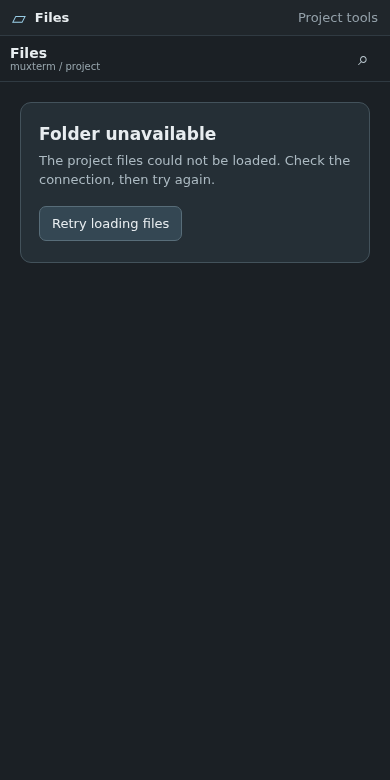 Files
Project tools
Files
muxterm / project
Folder unavailable
The project files could not be loaded. Check the
connection, then try again.
Retry loading files